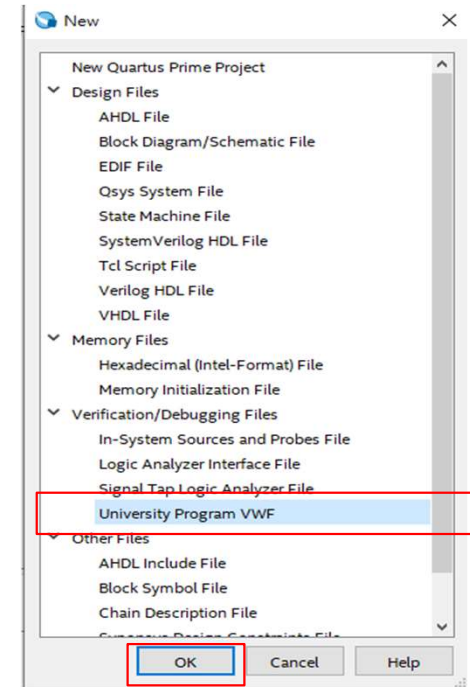 New
New Quartus Prime Project
Design Files
AHDL File
Block Diagram/Schematic File
EDIF File
Qsys System File
State Machine File
SystemVerilog HDL File
Tcl Script File
Verilog HDL File
VHDL File
Memory Files
Hexadecimal (Intel-Format) File
Memory Initialization File
Verification/Debugging Files
In-System Sources and Probes File
Logic Analyzer Interface File
Signal Tap Logic Analyzer File
University Program VWF
Other Files
AHDL Include File
Block Symbol File
Chain Description File
Synopsys Design Constraints File
OK Cancel Help